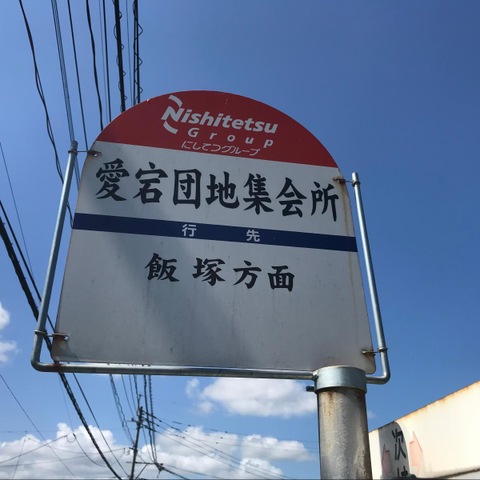 Nishitetsu
Group
にしてつグループ
愛宕団地集会所
行先
飯塚方面
次